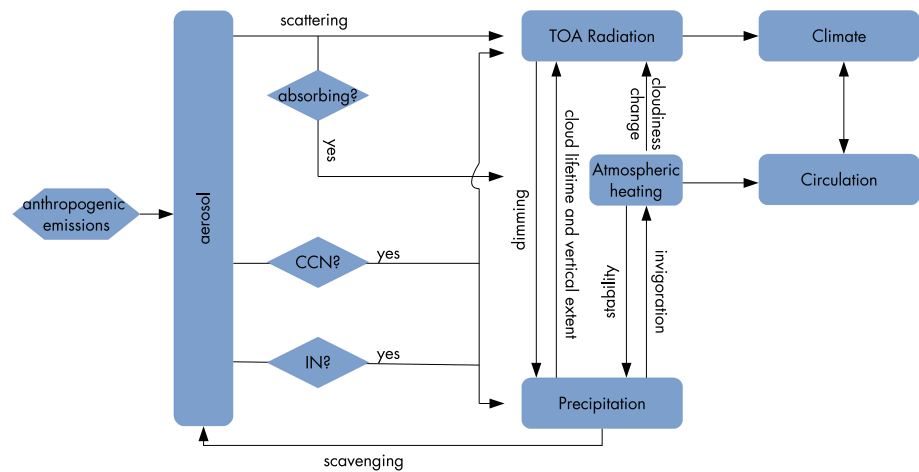 scattering
TOA Radiation
Climate
absorbing?
cloudiness
change
yes
cloud lifetime and vertical extent
Atmospheric
heating
Circulation
anthropogenic
emissions
aerosol
dimming
CCN?
yes
stability
invigoration
IN?
yes
Precipitation
scavenging